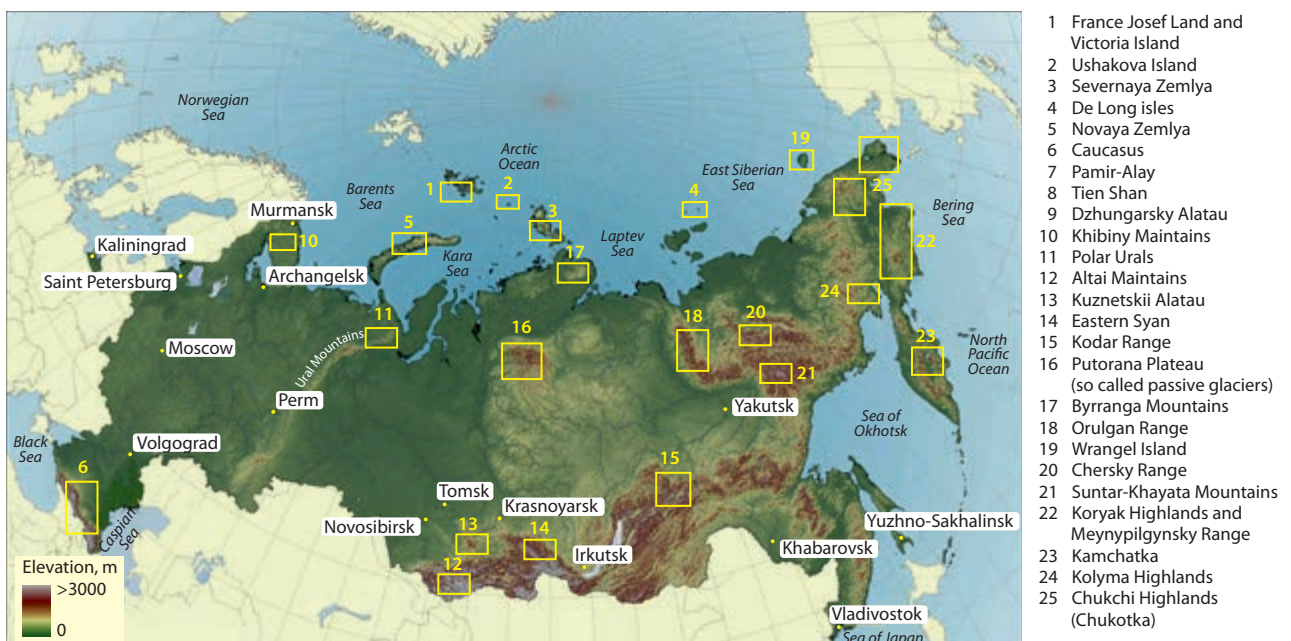 Norwegian
Sea
Arctic
Ocean
19
East Siberian
Sea
Barents
Sea
1
2
4
25
Bering
Sea
Murmansk
3
5
Laptev
Sea
Kaliningrad
10
Kara
Sea
22
Saint Petersburg
Archangelsk
17
24
11
18
20
16
Ural Mountains
Moscow
23
North
Pacific
Ocean
21
Perm
Yakutsk
Sea of
Okhotsk
Black
Sea
Volgograd
6
15
Tomsk
Krasnoyarsk
Novosibirsk
13
14
Yuzhno-Sakhalinsk
Caspian
Sea
Irkutsk
Khabarovsk
12
Elevation, m
>3000
0
Vladivostok
Sea of Japan
1 France Josef Land and
Victoria Island
2 Ushakova Island
3 Severnaya Zemlya
4 De Long isles
5 Novaya Zemlya
6 Caucasus
7 Pamir-Alay
8 Tien Shan
9 Dzhungarsky Alatau
10 Khibiny Maintains
11 Polar Urals
12 Altai Maintains
13 Kuznetskii Alatau
14 Eastern Syan
15 Kodar Range
16 Putorana Plateau
(so called passive glaciers)
17 Byrranga Mountains
18 Orulgan Range
19 Wrangel Island
20 Chersky Range
21 Suntar-Khayata Mountains
22 Koryak Highlands and
Meynypilgynsky Range
23 Kamchatka
24 Kolyma Highlands
25 Chukchi Highlands
(Chukotka)